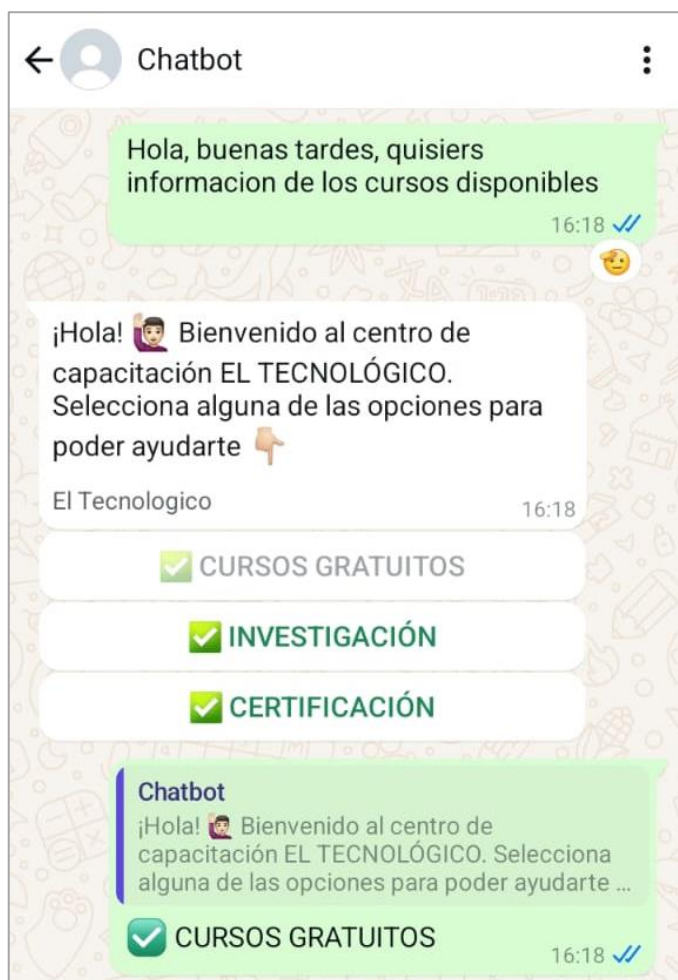 Chatbot
Hola, buenas tardes, quisiers
informacion de los cursos disponibles
16:18
¡Hola! 🙋🏻‍♂️ Bienvenido al centro de
capacitación EL TECNOLÓGICO.
Selecciona alguna de las opciones para
poder ayudarte 👇🏻
El Tecnologico
16:18
✅ CURSOS GRATUITOS
✅ INVESTIGACIÓN
✅ CERTIFICACIÓN
Chatbot
¡Hola! 🙋🏻‍♂️ Bienvenido al centro de
capacitación EL TECNOLÓGICO. Selecciona
alguna de las opciones para poder ayudarte ...
✅ CURSOS GRATUITOS
16:18